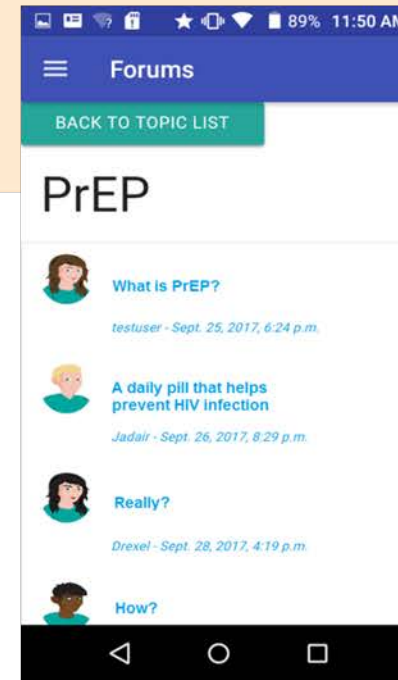 89% 11:50 AM
Forums
BACK TO TOPIC LIST
PrEP
What is PrEP?
testuser - Sept. 25, 2017, 6:24 p.m.
A daily pill that helps
prevent HIV infection
Jadair - Sept. 26, 2017, 8:29 p.m.
Really?
Drexel - Sept. 28, 2017, 4:19 p.m.
How?